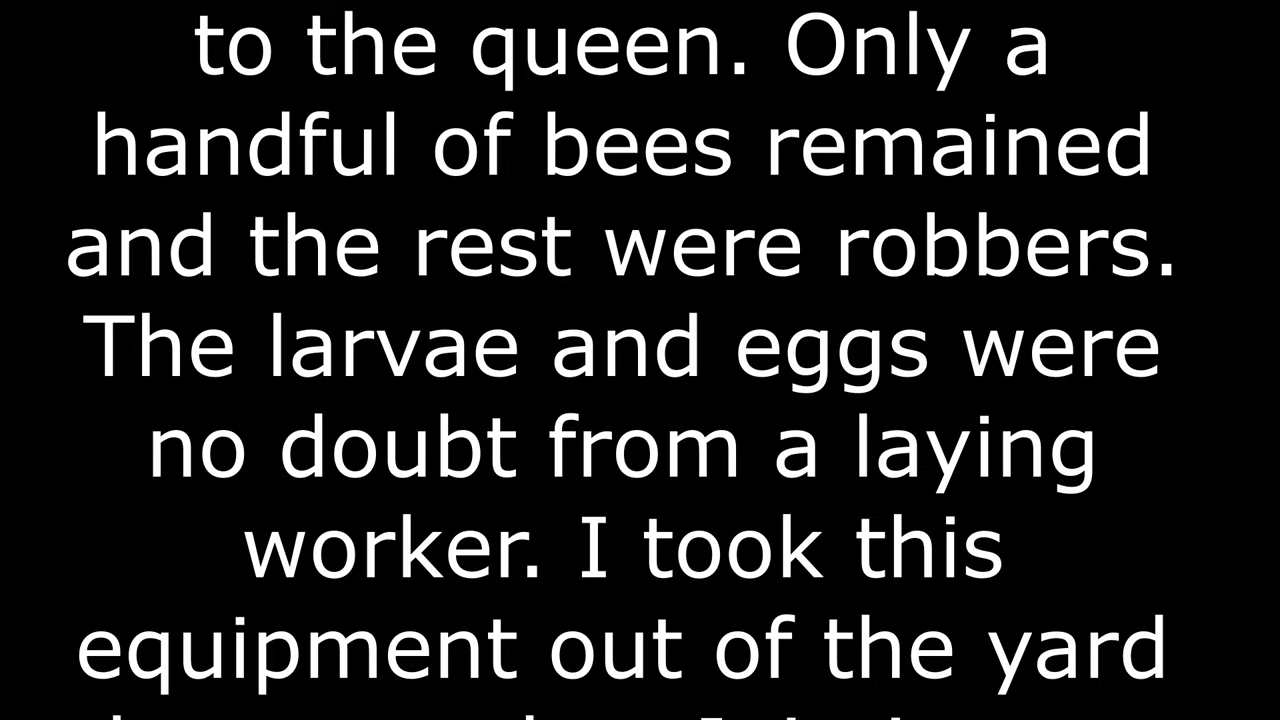 to the queen. Only a
handful of bees remained
and the rest were robbers.
The larvae and eggs were
no doubt from a laying
worker. I took this
equipment out of the yard